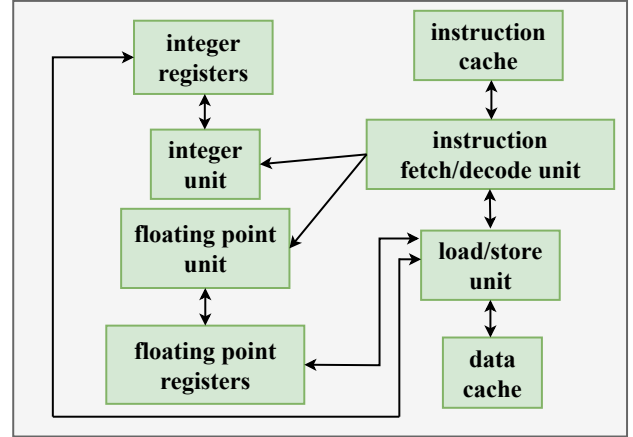 integer
registers
instruction
cache
integer
unit
instruction
fetch/decode unit
floating point
unit
load/store
unit
floating point
registers
data
cache